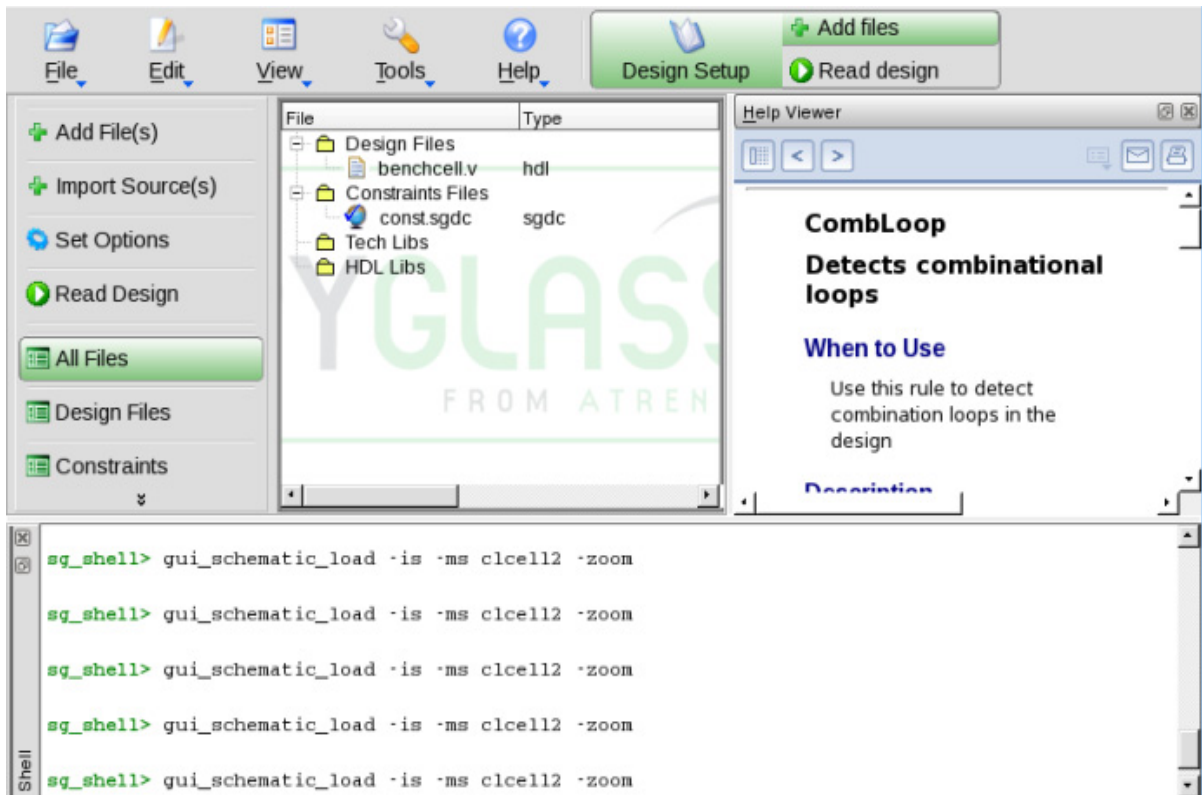 File
Edit
View
Tools
Help
Design Setup
Add files
Read design
Add File(s)
Import Source(s)
Set Options
Read Design
All Files
Design Files
Constraints
File Type
Design Files
benchcell.v hdl
Constraints Files
const.sgdc sgdc
Tech Libs
HDL Libs
YGLASS
FROM ATREN
Help Viewer
CombLoop
Detects combinational
loops
When to Use
Use this rule to detect
combination loops in the
design
Description
Shell
sg_shell> gui_schematic_load -is -ms clcell2 -zoom
sg_shell> gui_schematic_load -is -ms clcell2 -zoom
sg_shell> gui_schematic_load -is -ms clcell2 -zoom
sg_shell> gui_schematic_load -is -ms clcell2 -zoom
sg_shell> gui_schematic_load -is -ms clcell2 -zoom